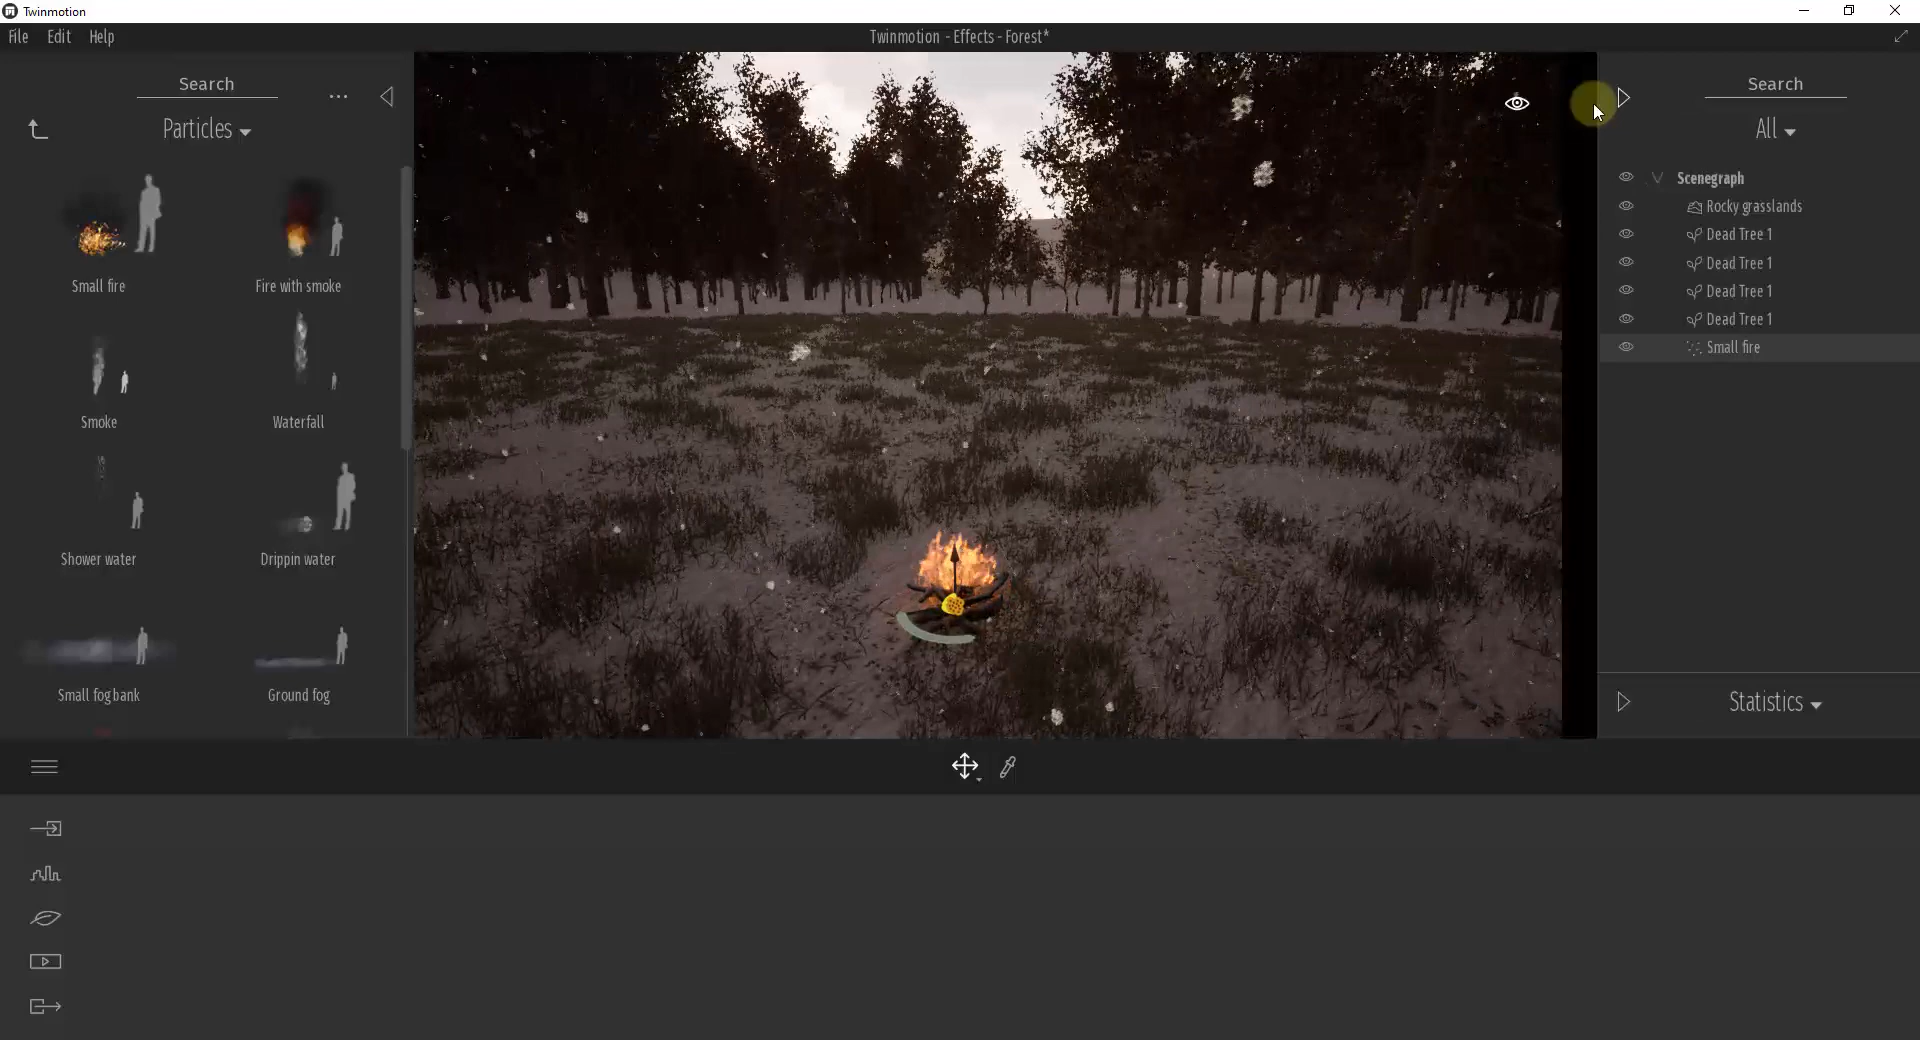 Twinmotion
File Edit Help
Twinmotion - Effects - Forest*
Search
...
Particles
Small fire
Fire with smoke
Smoke
Waterfall
Shower water
Drippin water
Small fog bank
Ground fog
Search
All
Scenegraph
Rocky grasslands
Dead Tree 1
Dead Tree 1
Dead Tree 1
Dead Tree 1
Small fire
Statistics